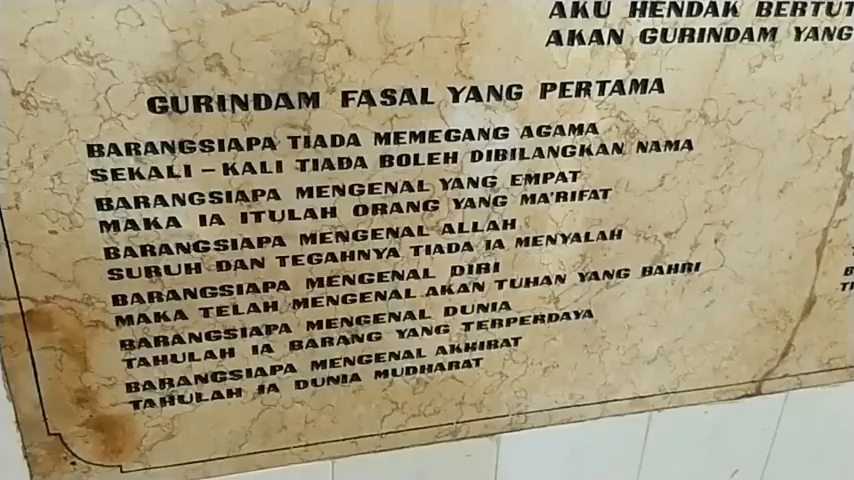 AKU HENDAK
AKAN GURINDAM YANG
GURINDAM FASAL YANG PERTAMA
BARANGSIAPA TIADA MEMEGANG AGAMA
SEKALI – KALI TIADA BOLEH DIBILANGKAN NAMA
BARANGSIAPA MENGENAL YANG EMPAT
MAKA IA ITULAH ORANG YANG MA'RIFAT
BARANGSIAPA MENGENAL ALLAH
SURUH DAN TEGAHNYA TIADA IA MENYALAH
BARANGSIAPA MENGENAL DIRI
MAKA TELAH MENGENAL AKAN TUHAN YANG BAHRI
BARANGSIAPA MENGENAL DUNIA
TAHULAH IA BARANG YANG TERPERDAYA
BARANGSIAPA MENGENAL AKHIRAT
TAHULAH IA DUNIA MUDHARAT